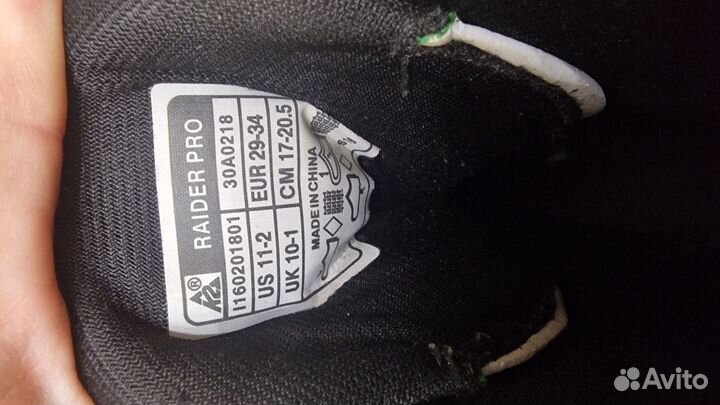 K2®
RAIDER PRO
I160201801 30A0218
US 11-2 EUR 29-34
UK 10-1 CM 17-20.5
MADE IN CHINA
Avito